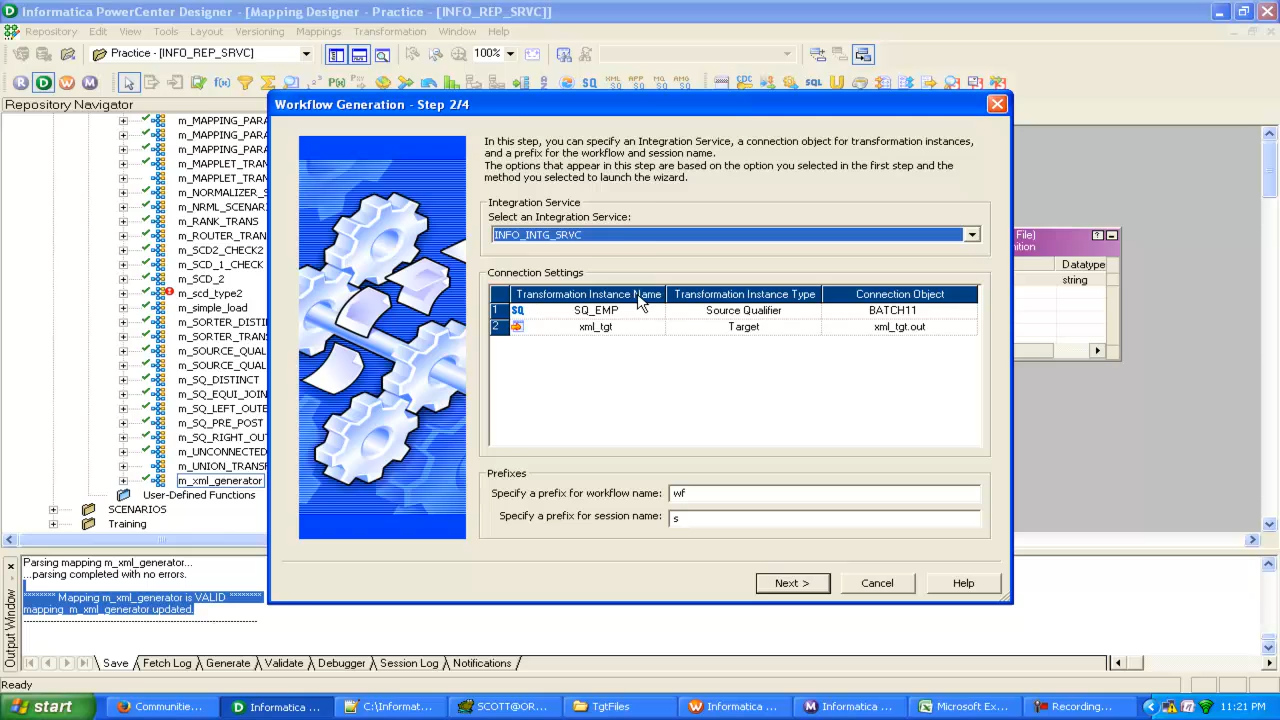 Informatica PowerCenter Designer - [Mapping Designer - Practice - [INFO_REP_SRVC]]
Repository Edit View Tools Layout Versioning Mappings Transformation Window Help
Practice - [INFO_REP_SRVC]
100%
Repository Navigator
m_MAPPING_PARA
m_MAPPING_PARA
m_MAPPING_PARA
m_MAPPLET_TRAN
m_MAPPLET_TRAN
m_NORMALIZER_S
m_NRML_SCENARI
m_RANK_TRANS
m_ROUTER_TRANS
m_SCD2_CHECK2
m_SCD_1_CHECK
m_SCD_2
m_scd_type2
m_simple_load
m_SORTER_DISTIN
m_SORTER_TRANS
m_SOURCE_QUAL
m_SOURCE_QUAL
m_SQ_DISTINCT
m_SQ_EQUI_JOIN
m_SQ_LEFT_OUTE
m_SQ_PRE_POST
m_SQ_RIGHT_OU
m_UNCONNECTED
m_UNION_TRANSF
m_xml_generator
User-Defined Functions
SCENARIOS
Training
Workflow Generation - Step 2/4
In this step, you can specify an Integration Service, a connection object for transformation instances,
and a prefix for the workflow and session name.
The options that appear in this step are based on the option you selected in the first step and the
method you selected to launch the wizard.
Integration Service
Select an Integration Service:
INFO_INTG_SRVC
Connection Settings
Transformation Instance Name Transformation Instance Type Connection Object
1 SQ SQ_EMP Source Qualifier BATCH11
2 xml_tgt Target xml_tgt.out
Prefixes
Specify a prefix for workflow name: wf
Specify a prefix for session name: s
Next > Cancel Help
File)
nition
Datatype
string
Output Window
Parsing mapping m_xml_generator...
...parsing completed with no errors.
******** Mapping m_xml_generator is VALID ********
mapping m_xml_generator updated.
Save Fetch Log Generate Validate Debugger Session Log Notifications
Ready
start Communitie... Informatica ... C:\Informat... SCOTT@OR... TgtFiles Informatica ... Informatica ... Microsoft Ex... Recording... 11:21 PM